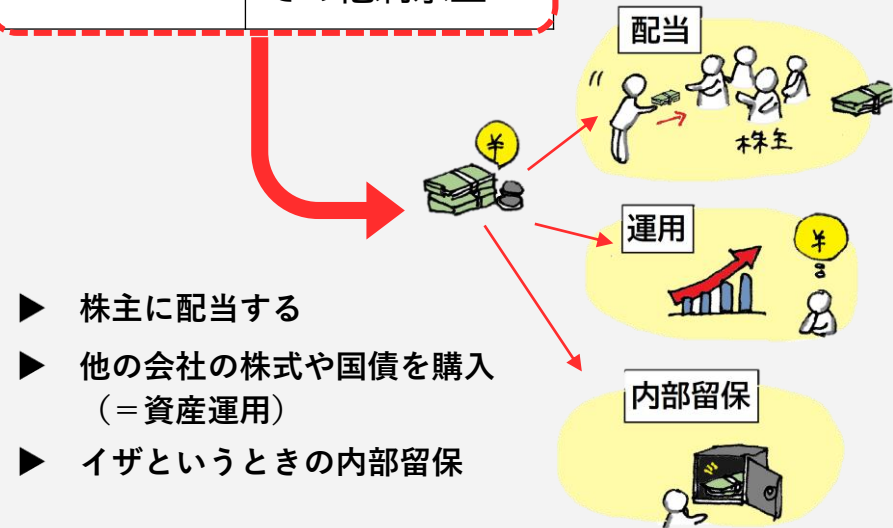 配当
株主
¥
運用
¥
▶ 株主に配当する
▶ 他の会社の株式や国債を購入
（＝資産運用）
▶ イザというときの内部留保
内部留保